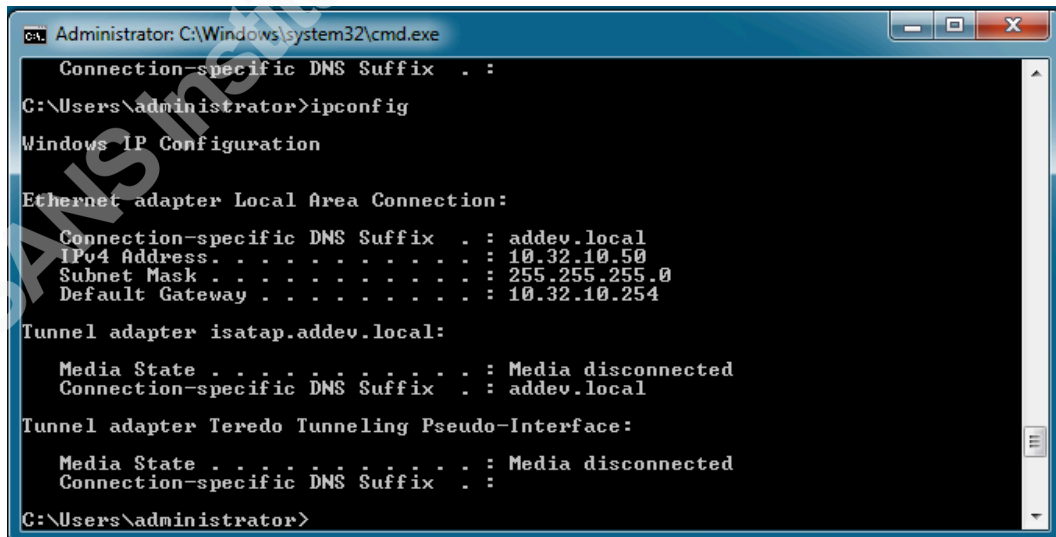 Administrator: C:\Windows\system32\cmd.exe
Connection-specific DNS Suffix  . :
C:\Users\administrator>ipconfig
Windows IP Configuration
Ethernet adapter Local Area Connection:
Connection-specific DNS Suffix  . : addev.local
IPv4 Address. . . . . . . . . . . : 10.32.10.50
Subnet Mask . . . . . . . . . . . : 255.255.255.0
Default Gateway . . . . . . . . . : 10.32.10.254
Tunnel adapter isatap.addev.local:
Media State . . . . . . . . . . . : Media disconnected
Connection-specific DNS Suffix  . : addev.local
Tunnel adapter Teredo Tunneling Pseudo-Interface:
Media State . . . . . . . . . . . : Media disconnected
Connection-specific DNS Suffix  . :
C:\Users\administrator>
SANS